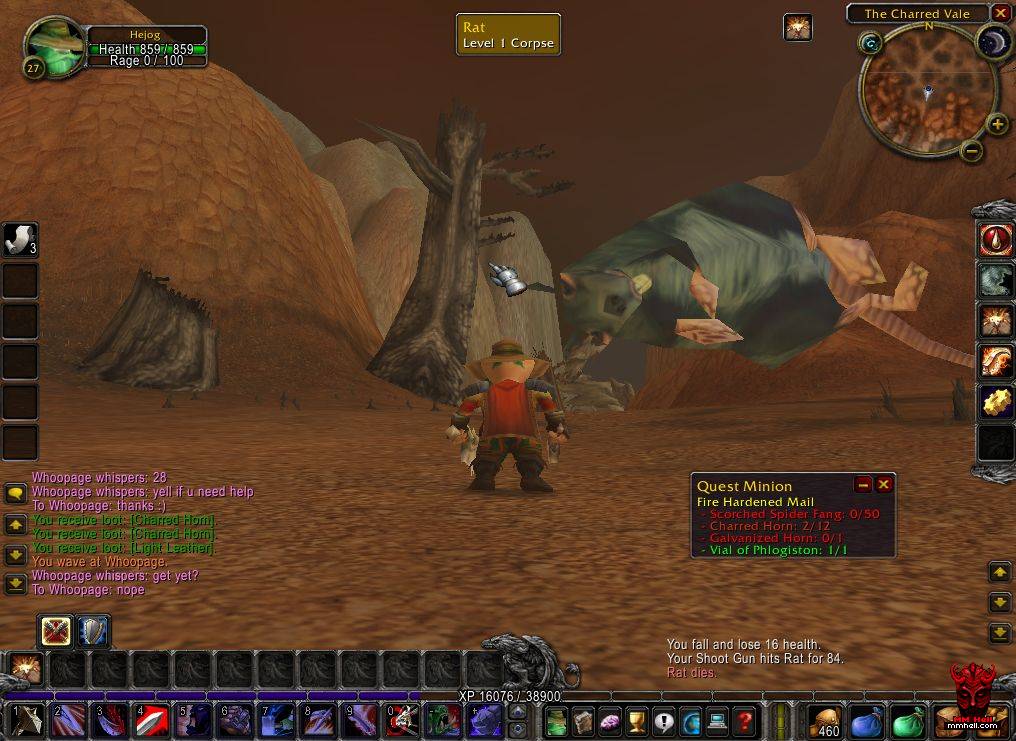 Hejog
Health 859 / 859
Rage 0 / 100
27
Rat
Level 1 Corpse
The Charred Vale
N
3
Whoopage whispers: 28
Whoopage whispers: yell if u need help
To Whoopage: thanks :)
You receive loot: [Charred Horn].
You receive loot: [Charred Horn].
You receive loot: [Light Leather].
You wave at Whoopage.
Whoopage whispers: get yet?
To Whoopage: nope
Quest Minion
Fire Hardened Mail
- Scorched Spider Fang: 0/50
- Charred Horn: 2/12
- Galvanized Horn: 0/1
- Vial of Phlogiston: 1/1
You fall and lose 16 health.
Your Shoot Gun hits Rat for 84.
Rat dies.
XP 16076 / 38900
1 2 3 4 5 6 7 8 9 0 - +
460
MM Hell
mmhell.com